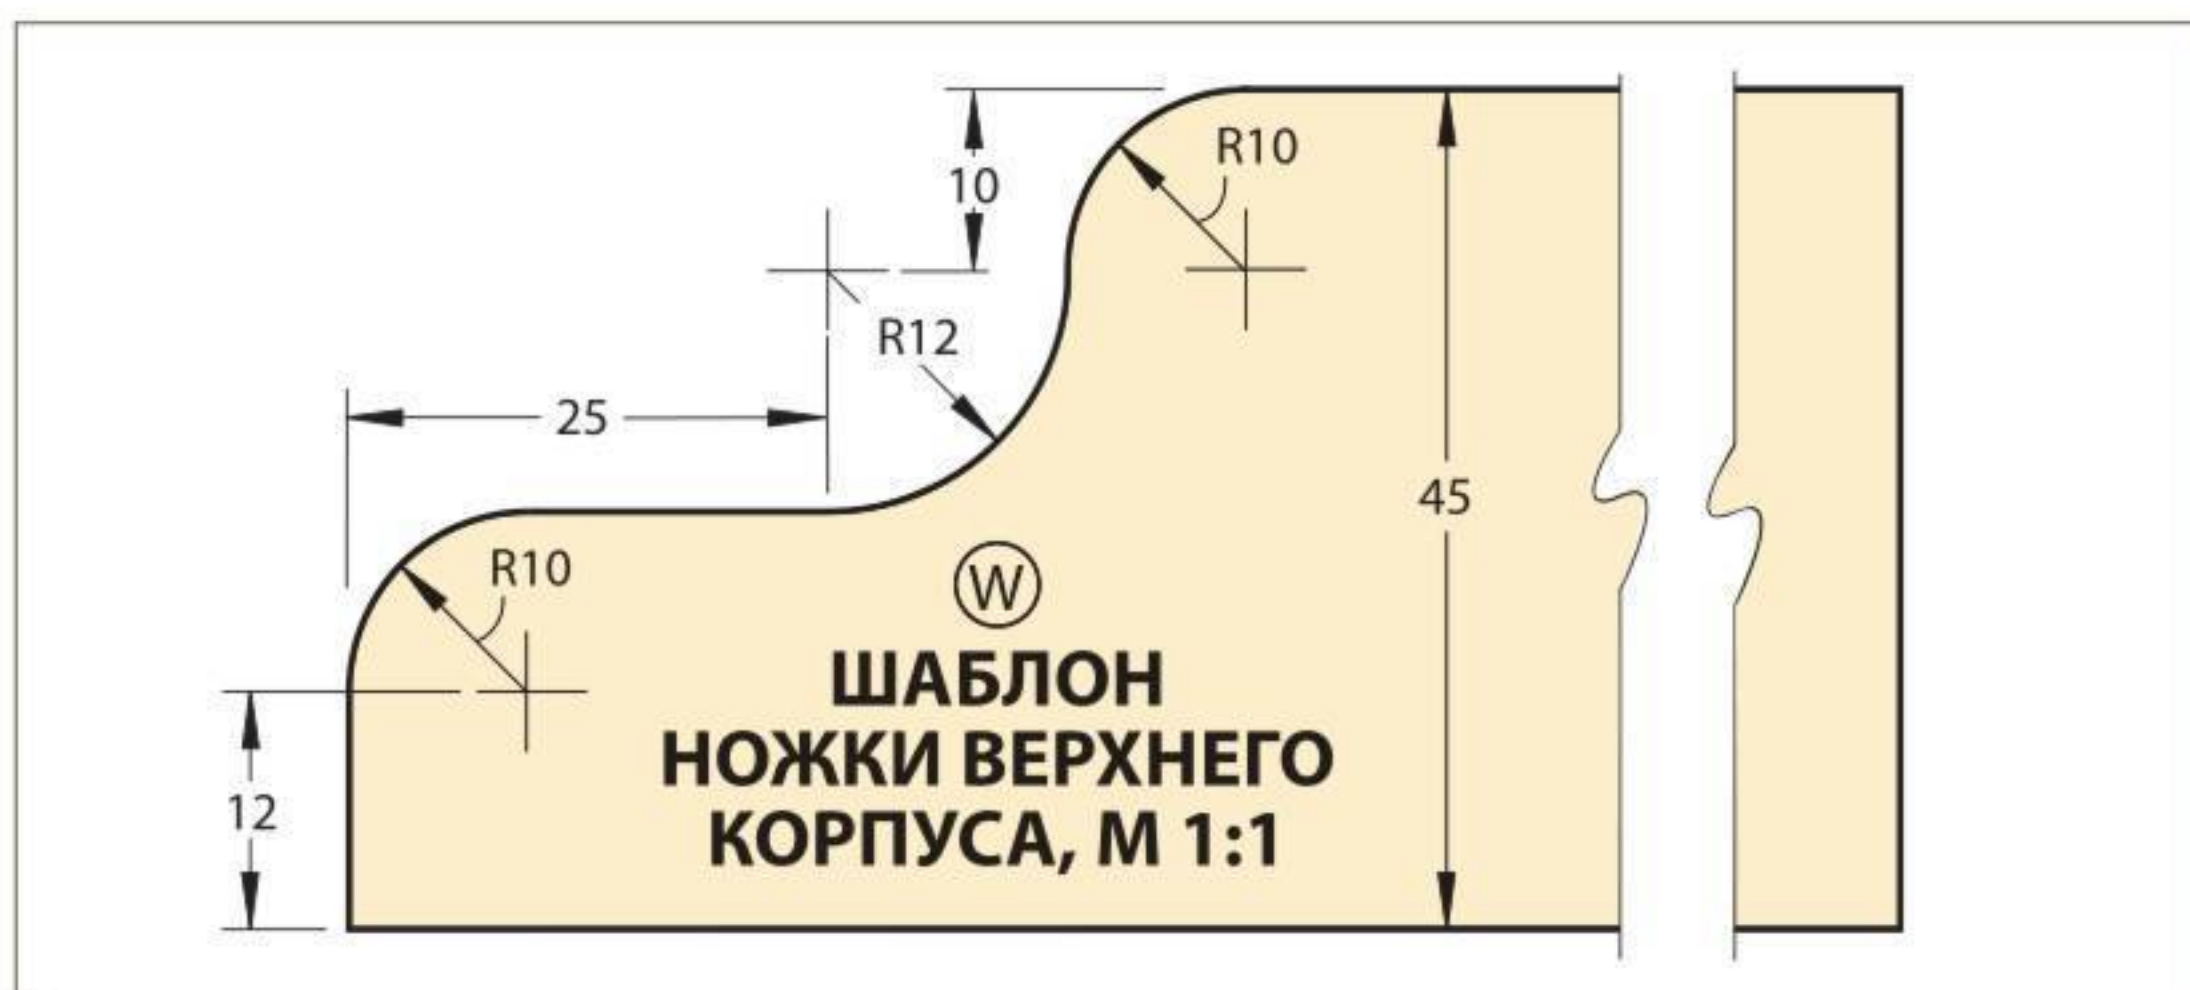 R10
10
R12
25
45
R10
W
ШАБЛОН
НОЖКИ ВЕРХНЕГО
КОРПУСА, М 1:1
12